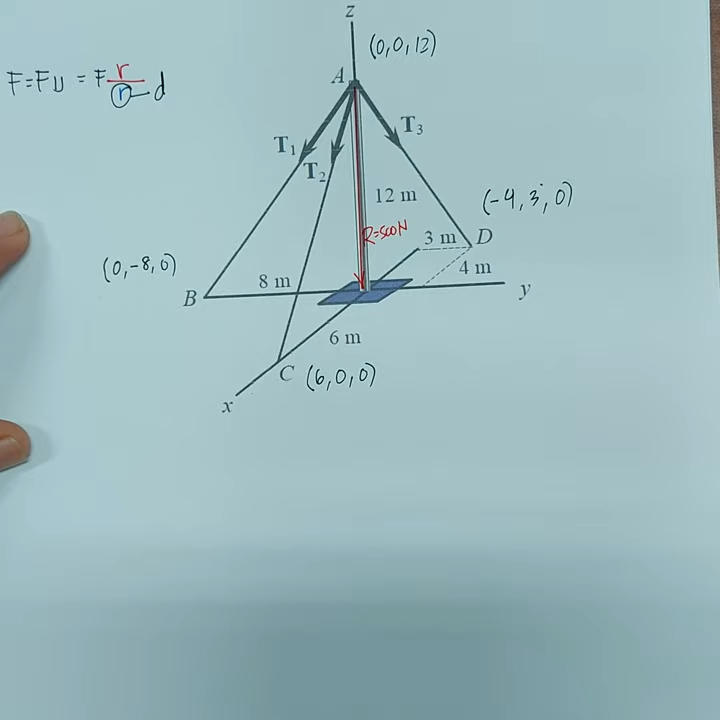 z
(0,0,12)
F=FU = F r/r d
A
T₁
T₂
T₃
12 m
(-4,3,0)
R=500N
3 m
D
(0,-8,0)
8 m
4 m
B
y
6 m
C
(6,0,0)
x